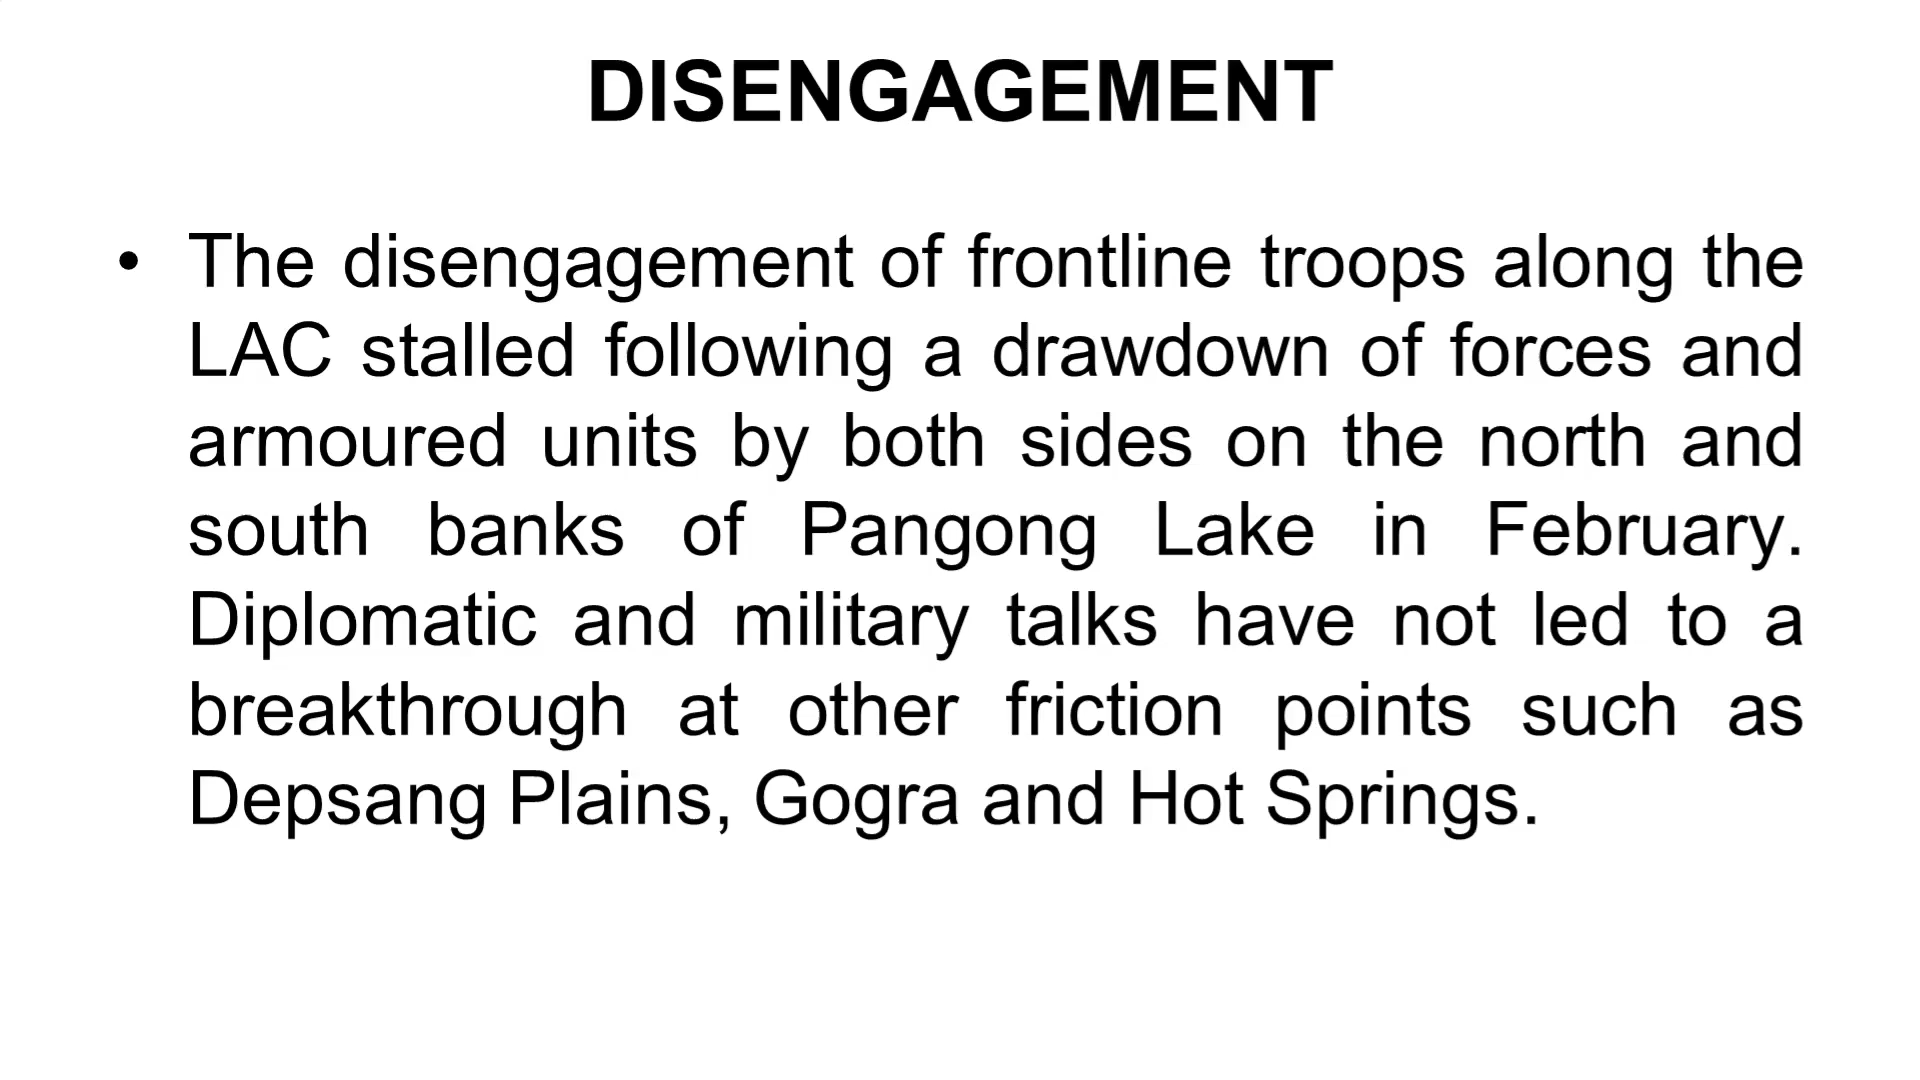 DISENGAGEMENT
• The disengagement of frontline troops along the
LAC stalled following a drawdown of forces and
armoured units by both sides on the north and
south banks of Pangong Lake in February.
Diplomatic and military talks have not led to a
breakthrough at other friction points such as
Depsang Plains, Gogra and Hot Springs.